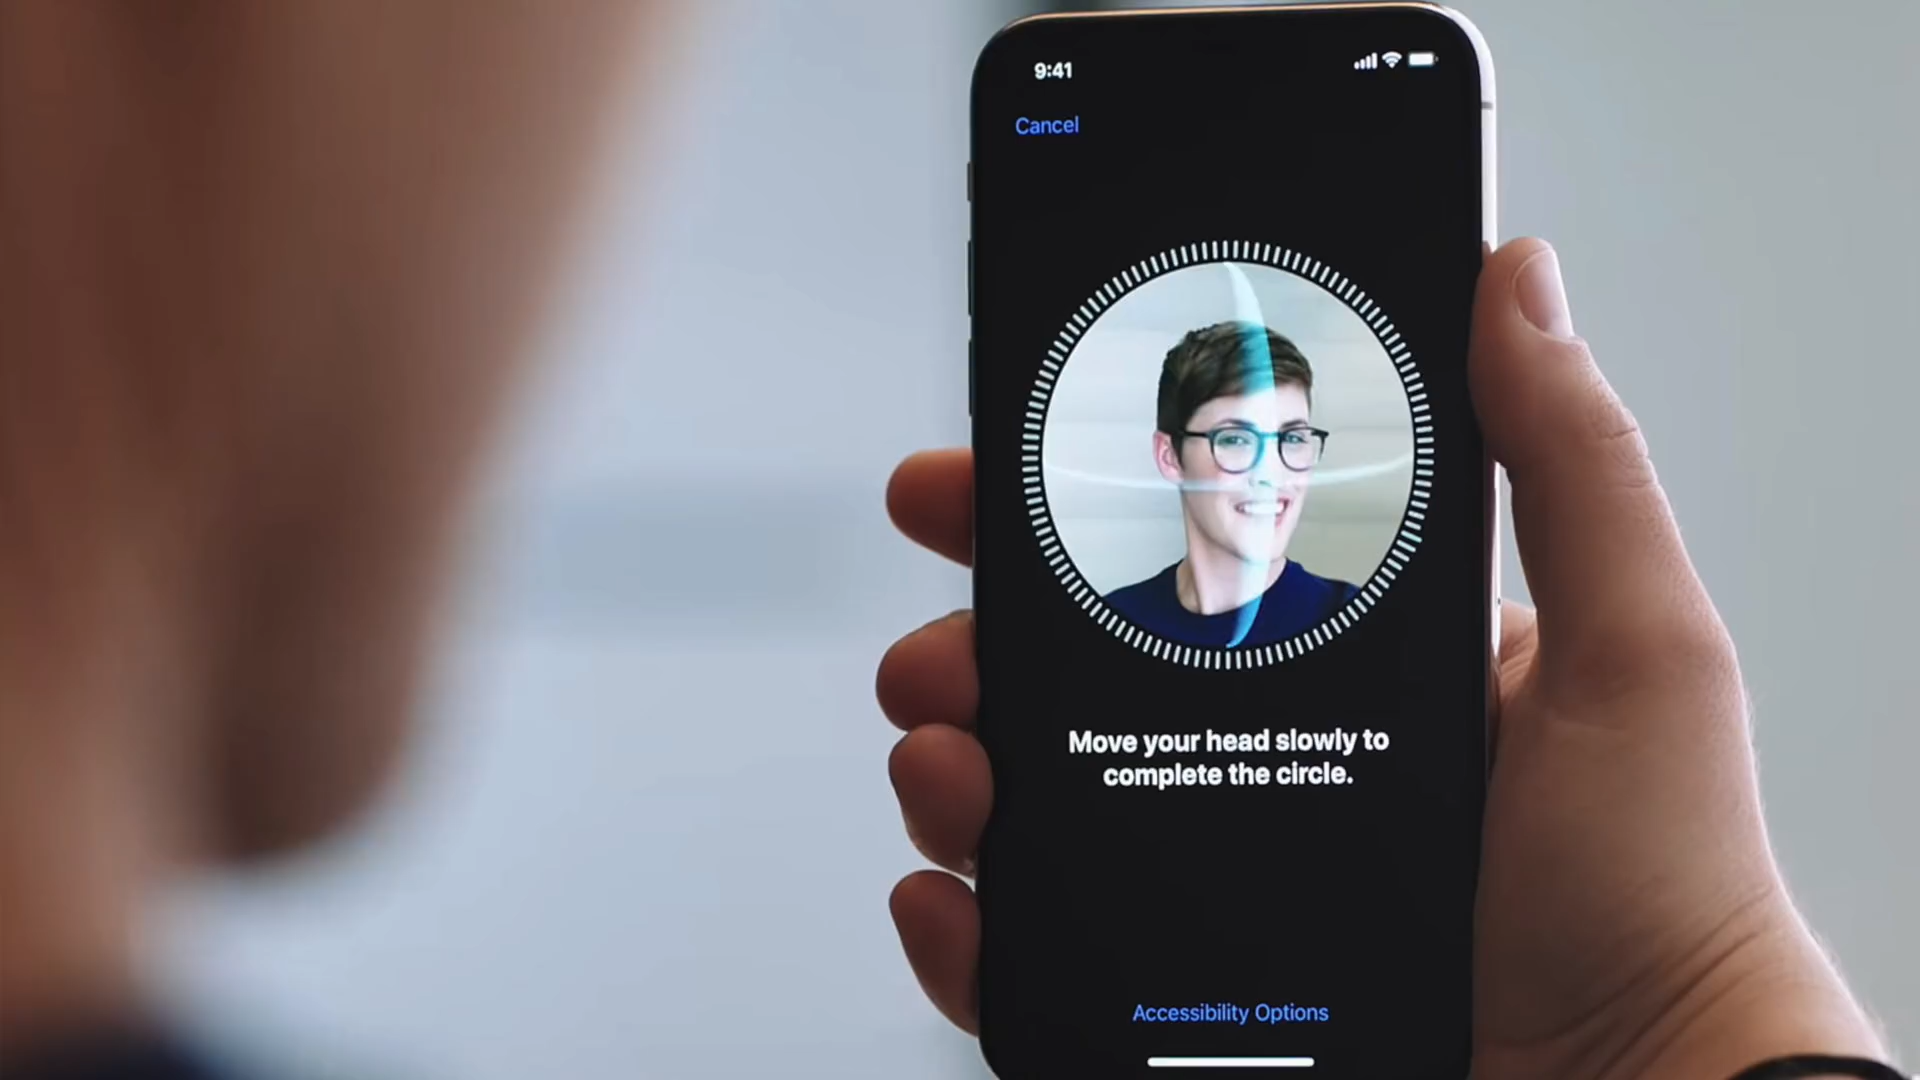 9:41
Cancel
Move your head slowly to
complete the circle.
Accessibility Options